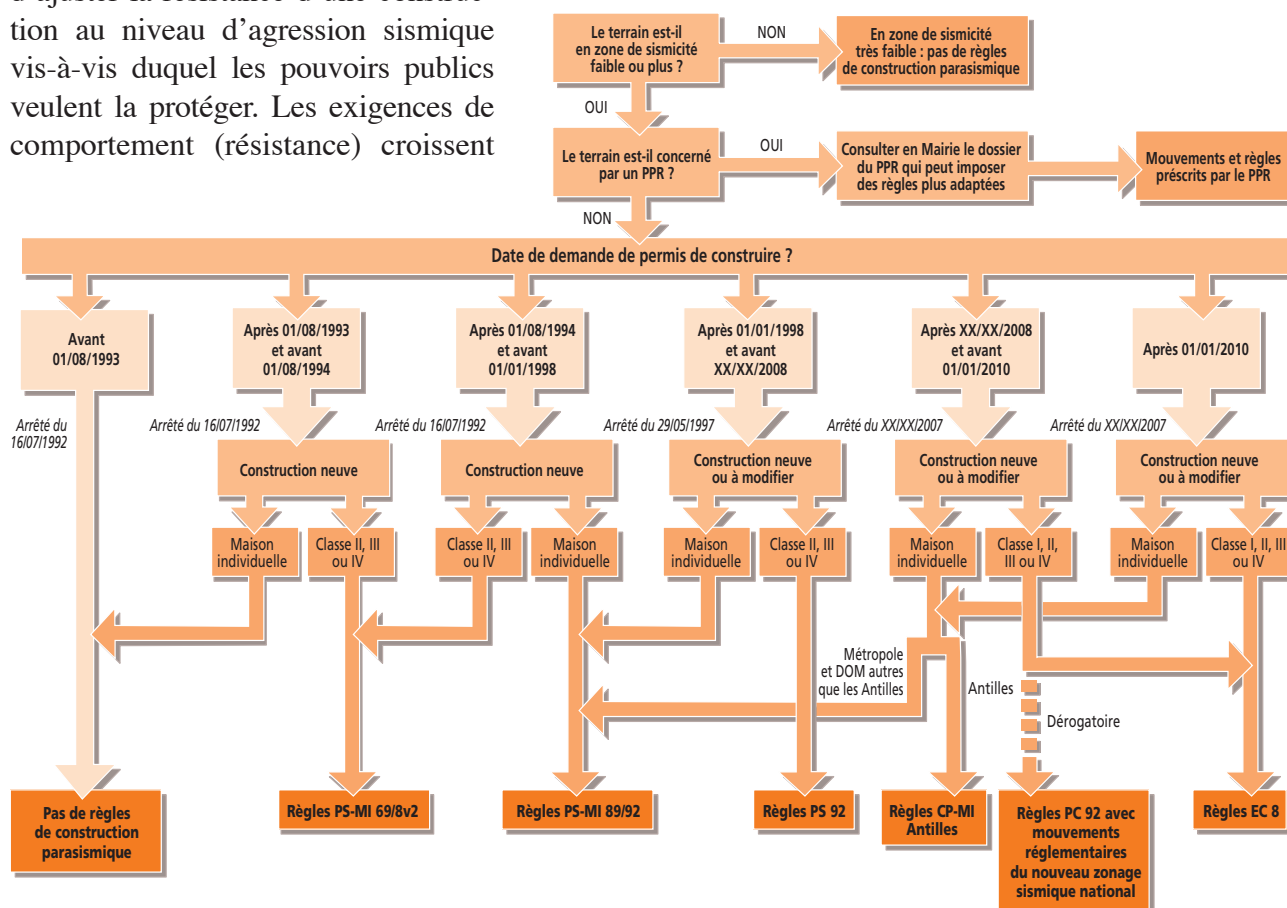 d'ajuster la résistance d'une construc-
tion au niveau d'agression sismique
vis-à-vis duquel les pouvoirs publics
veulent la protéger. Les exigences de
comportement (résistance) croissent
Le terrain est-il
en zone de sismicité
faible ou plus ?
NON
En zone de sismicité
très faible : pas de règles
de construction parasismique
OUI
Le terrain est-il concerné
par un PPR ?
OUI
Consulter en Mairie le dossier
du PPR qui peut imposer
des règles plus adaptées
Mouvements et règles
préscrits par le PPR
NON
Date de demande de permis de construire ?
Avant
01/08/1993
Après 01/08/1993
et avant
01/08/1994
Après 01/08/1994
et avant
01/01/1998
Après 01/01/1998
et avant
XX/XX/2008
Après XX/XX/2008
et avant
01/01/2010
Après 01/01/2010
Arrêté du
16/07/1992
Arrêté du 16/07/1992
Arrêté du 16/07/1992
Arrêté du 29/05/1997
Arrêté du XX/XX/2007
Arrêté du XX/XX/2007
Construction neuve
Construction neuve
Construction neuve
ou à modifier
Construction neuve
ou à modifier
Construction neuve
ou à modifier
Maison
individuelle
Classe II, III
ou IV
Classe II, III
ou IV
Maison
individuelle
Maison
individuelle
Classe II, III
ou IV
Maison
individuelle
Classe I, II,
III ou IV
Maison
individuelle
Classe I, II, III
ou IV
Métropole
et DOM autres
que les Antilles
Antilles
Dérogatoire
Pas de règles
de construction
parasismique
Règles PS-MI 69/8v2
Règles PS-MI 89/92
Règles PS 92
Règles CP-MI
Antilles
Règles PC 92 avec
mouvements
réglementaires
du nouveau zonage
sismique national
Règles EC 8